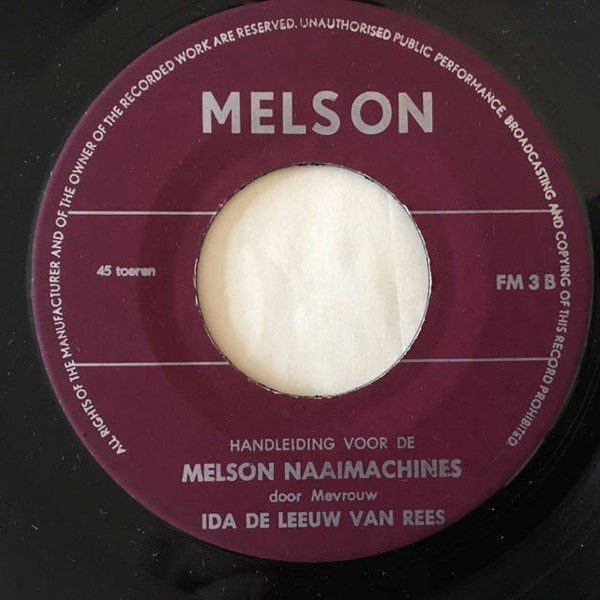 ALL RIGHTS OF THE MANUFACTURER AND OF THE OWNER OF THE RECORDED WORK ARE RESERVED. UNAUTHORISED PUBLIC PERFORMANCE, BROADCASTING AND COPYING OF THIS RECORD PROHIBITED.
MELSON
45 toeren
FM 3 B
HANDLEIDING VOOR DE
MELSON NAAIMACHINES
door Mevrouw
IDA DE LEEUW VAN REES